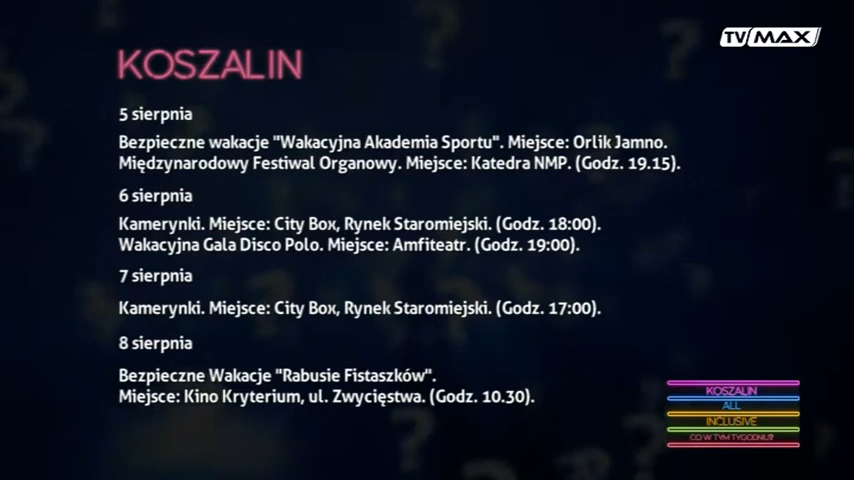 TV MAX
KOSZALIN
5 sierpnia
Bezpieczne wakacje "Wakacyjna Akademia Sportu". Miejsce: Orlik Jamno.
Międzynarodowy Festiwal Organowy. Miejsce: Katedra NMP. (Godz. 19.15).
6 sierpnia
Kamerynki. Miejsce: City Box, Rynek Staromiejski. (Godz. 18:00).
Wakacyjna Gala Disco Polo. Miejsce: Amfiteatr. (Godz. 19:00).
7 sierpnia
Kamerynki. Miejsce: City Box, Rynek Staromiejski. (Godz. 17:00).
8 sierpnia
Bezpieczne Wakacje "Rabusie Fistaszków".
Miejsce: Kino Kryterium, ul. Zwycięstwa. (Godz. 10.30).
KOSZALIN
ALL
INCLUSIVE
CO W TYM TYGODNIU?